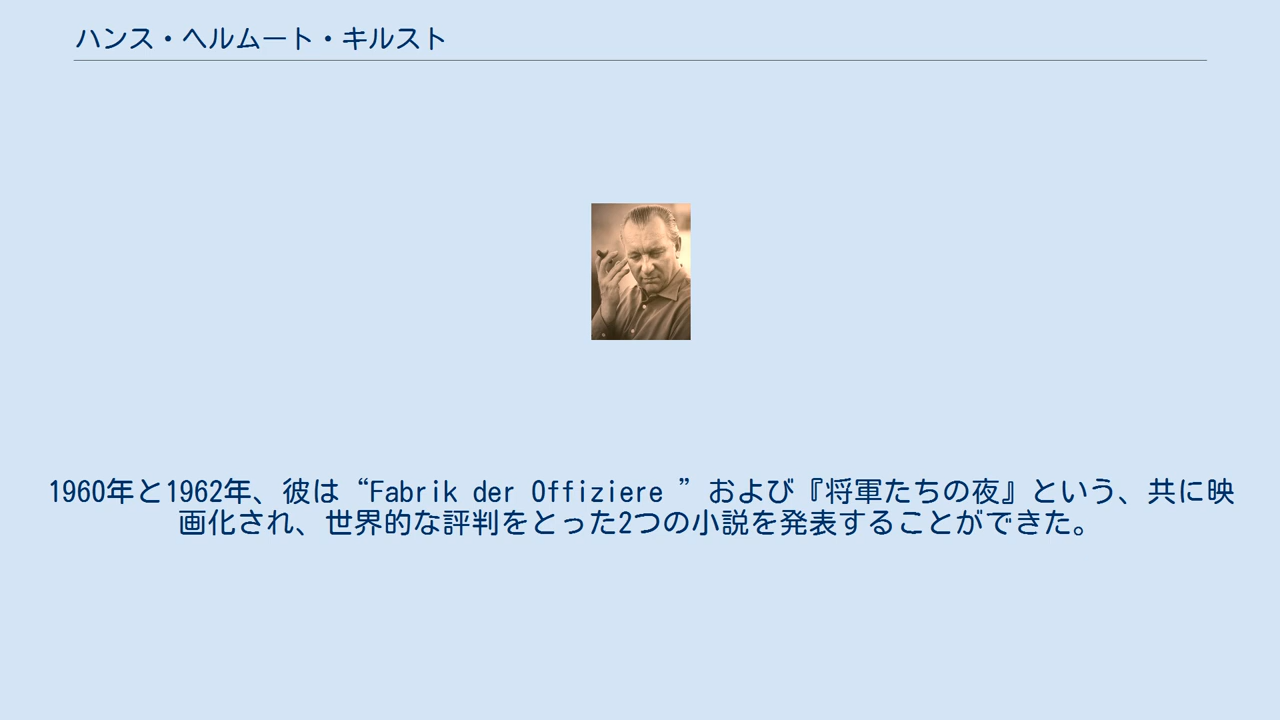 ハンス・ヘルムート・キルスト
1960年と1962年、彼は“Fabrik der Offiziere ”および『将軍たちの夜』という、共に映
画化され、世界的な評判をとった2つの小説を発表することができた。